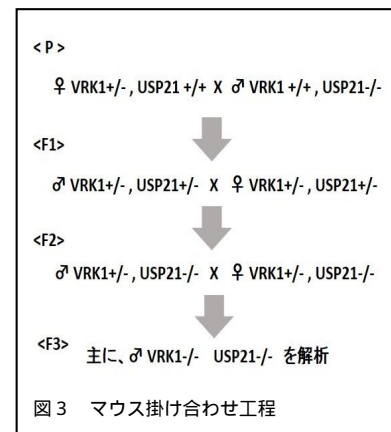 <P>
♀ VRK1+/- , USP21 +/+ X ♂ VRK1 +/+ , USP21-/-
<F1>
♂ VRK1+/- , USP21+/- X ♀ VRK1+/- , USP21+/-
<F2>
♂ VRK1+/- , USP21-/- X ♀ VRK1+/- , USP21-/-
<F3> 主に、♂ VRK1-/- USP21-/- を解析
図３ マウス掛け合わせ工程